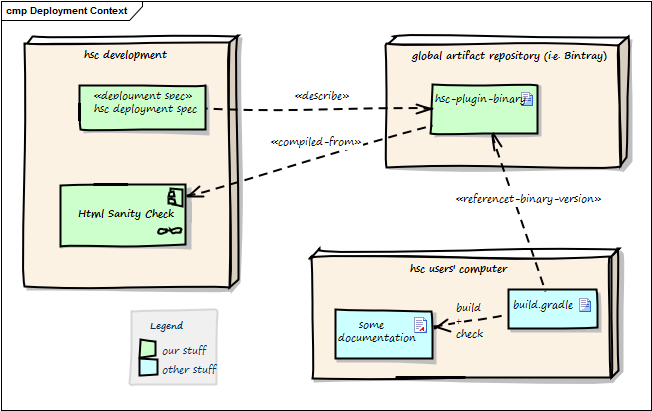 cmp Deployment Context
hsc development
«deployment spec»
hsc deployment spec
Html Sanity Check
«describe»
«compiled-from»
global artifact repository (i.e. Bintray)
hsc-plugin-binary
«referencet-binary-version»
hsc users' computer
some
documentation
build
+
check
build.gradle
Legend
our stuff
other stuff